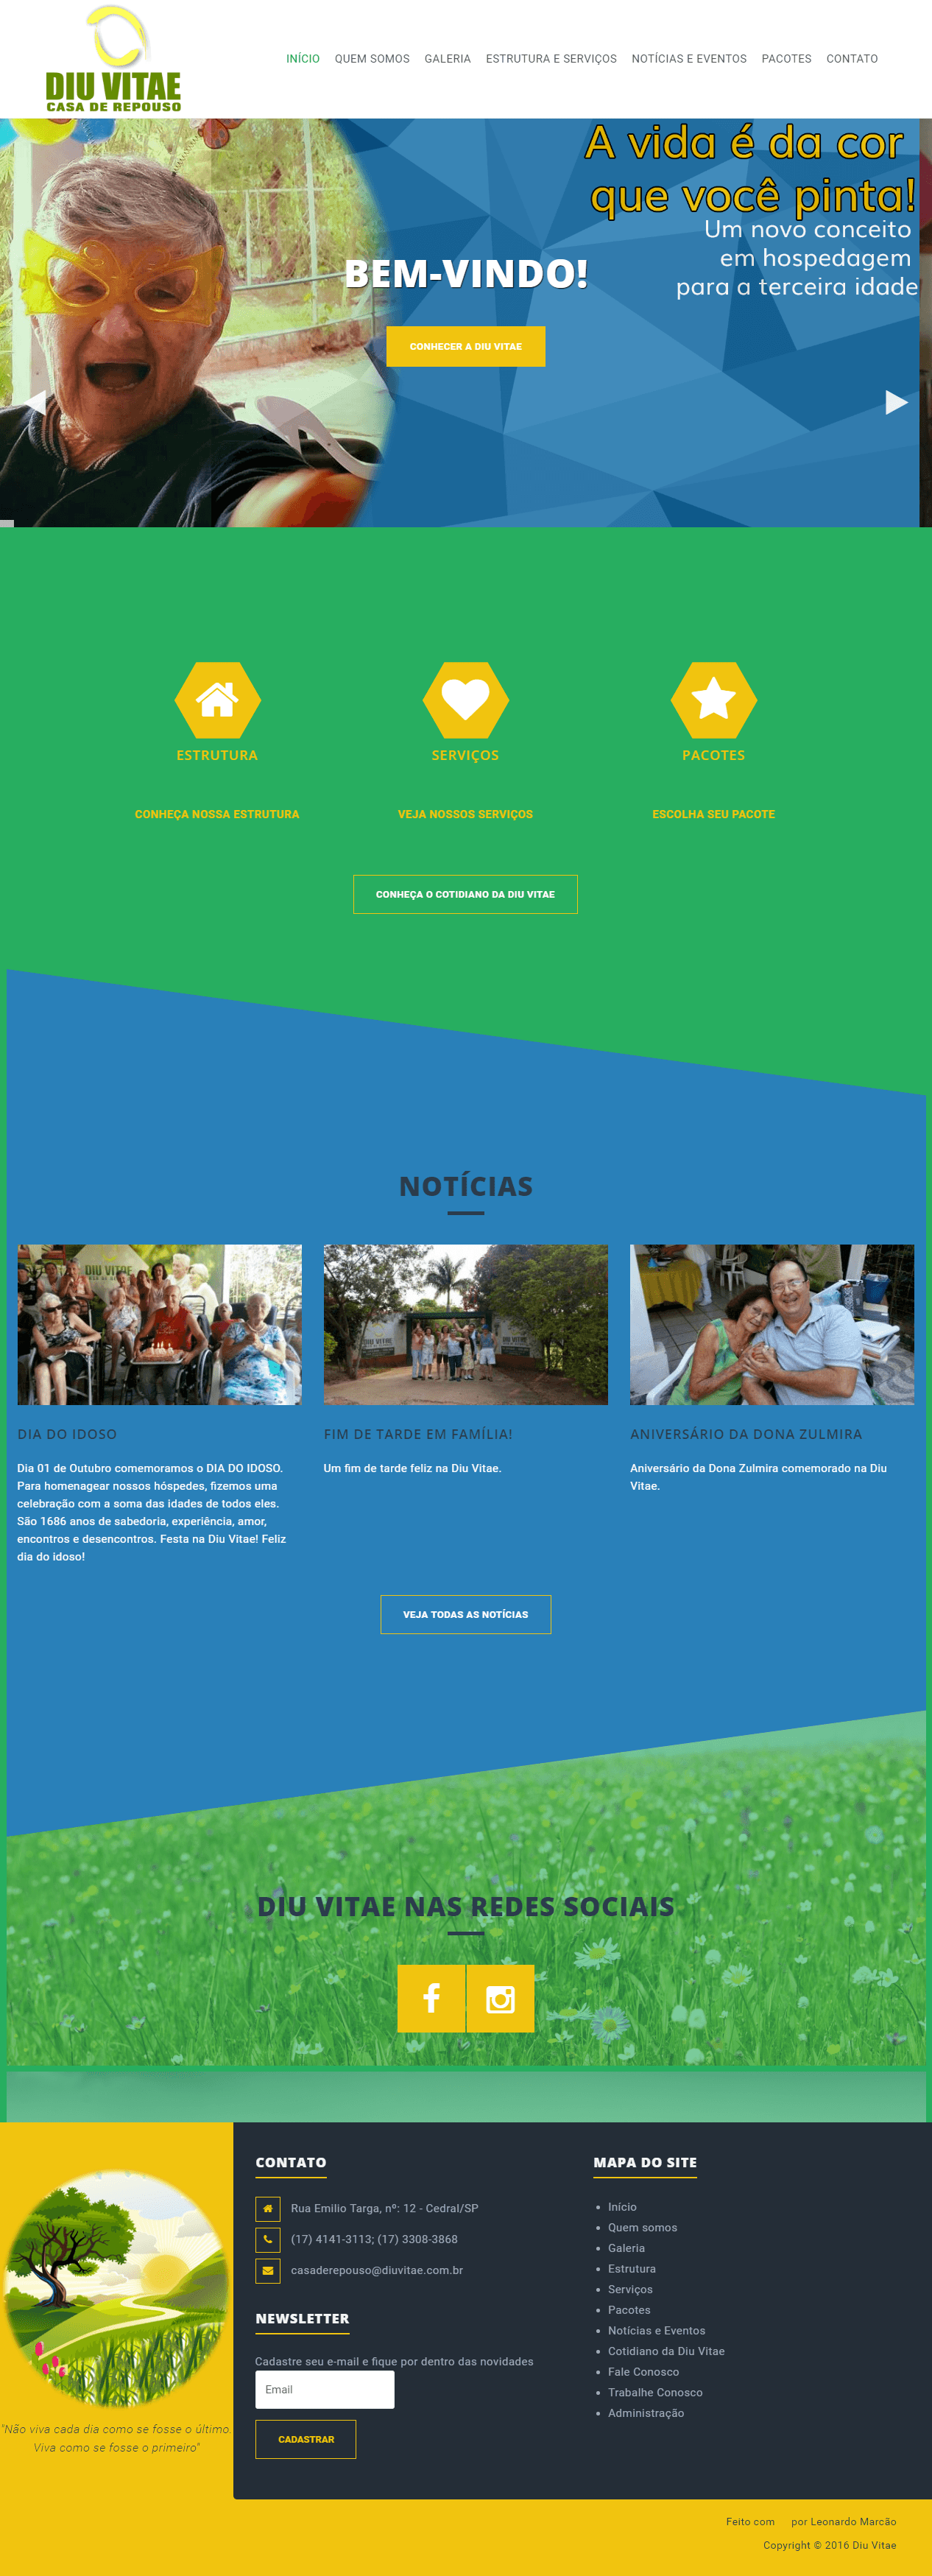 DIU VITAE
CASA DE REPOUSO
INÍCIO QUEM SOMOS GALERIA ESTRUTURA E SERVIÇOS NOTÍCIAS E EVENTOS PACOTES CONTATO
A vida é da cor
que você pinta!
Um novo conceito
em hospedagem
para a terceira idade
BEM-VINDO!
CONHECER A DIU VITAE
ESTRUTURA SERVIÇOS PACOTES
CONHEÇA NOSSA ESTRUTURA VEJA NOSSOS SERVIÇOS ESCOLHA SEU PACOTE
CONHEÇA O COTIDIANO DA DIU VITAE
NOTÍCIAS
DIU VITAE
DIA DO IDOSO
Dia 01 de Outubro comemoramos o DIA DO IDOSO.
Para homenagear nossos hóspedes, fizemos uma
celebração com a soma das idades de todos eles.
São 1686 anos de sabedoria, experiência, amor,
encontros e desencontros. Festa na Diu Vitae! Feliz
dia do idoso!
FIM DE TARDE EM FAMÍLIA!
Um fim de tarde feliz na Diu Vitae.
ANIVERSÁRIO DA DONA ZULMIRA
Aniversário da Dona Zulmira comemorado na Diu
Vitae.
VEJA TODAS AS NOTÍCIAS
DIU VITAE NAS REDES SOCIAIS
"Não viva cada dia como se fosse o último.
Viva como se fosse o primeiro"
CONTATO
Rua Emilio Targa, nº: 12 - Cedral/SP
(17) 4141-3113; (17) 3308-3868
casaderepouso@diuvitae.com.br
NEWSLETTER
Cadastre seu e-mail e fique por dentro das novidades
Email
CADASTRAR
MAPA DO SITE
Início
Quem somos
Galeria
Estrutura
Serviços
Pacotes
Notícias e Eventos
Cotidiano da Diu Vitae
Fale Conosco
Trabalhe Conosco
Administração
Feito com por Leonardo Marcão
Copyright © 2016 Diu Vitae